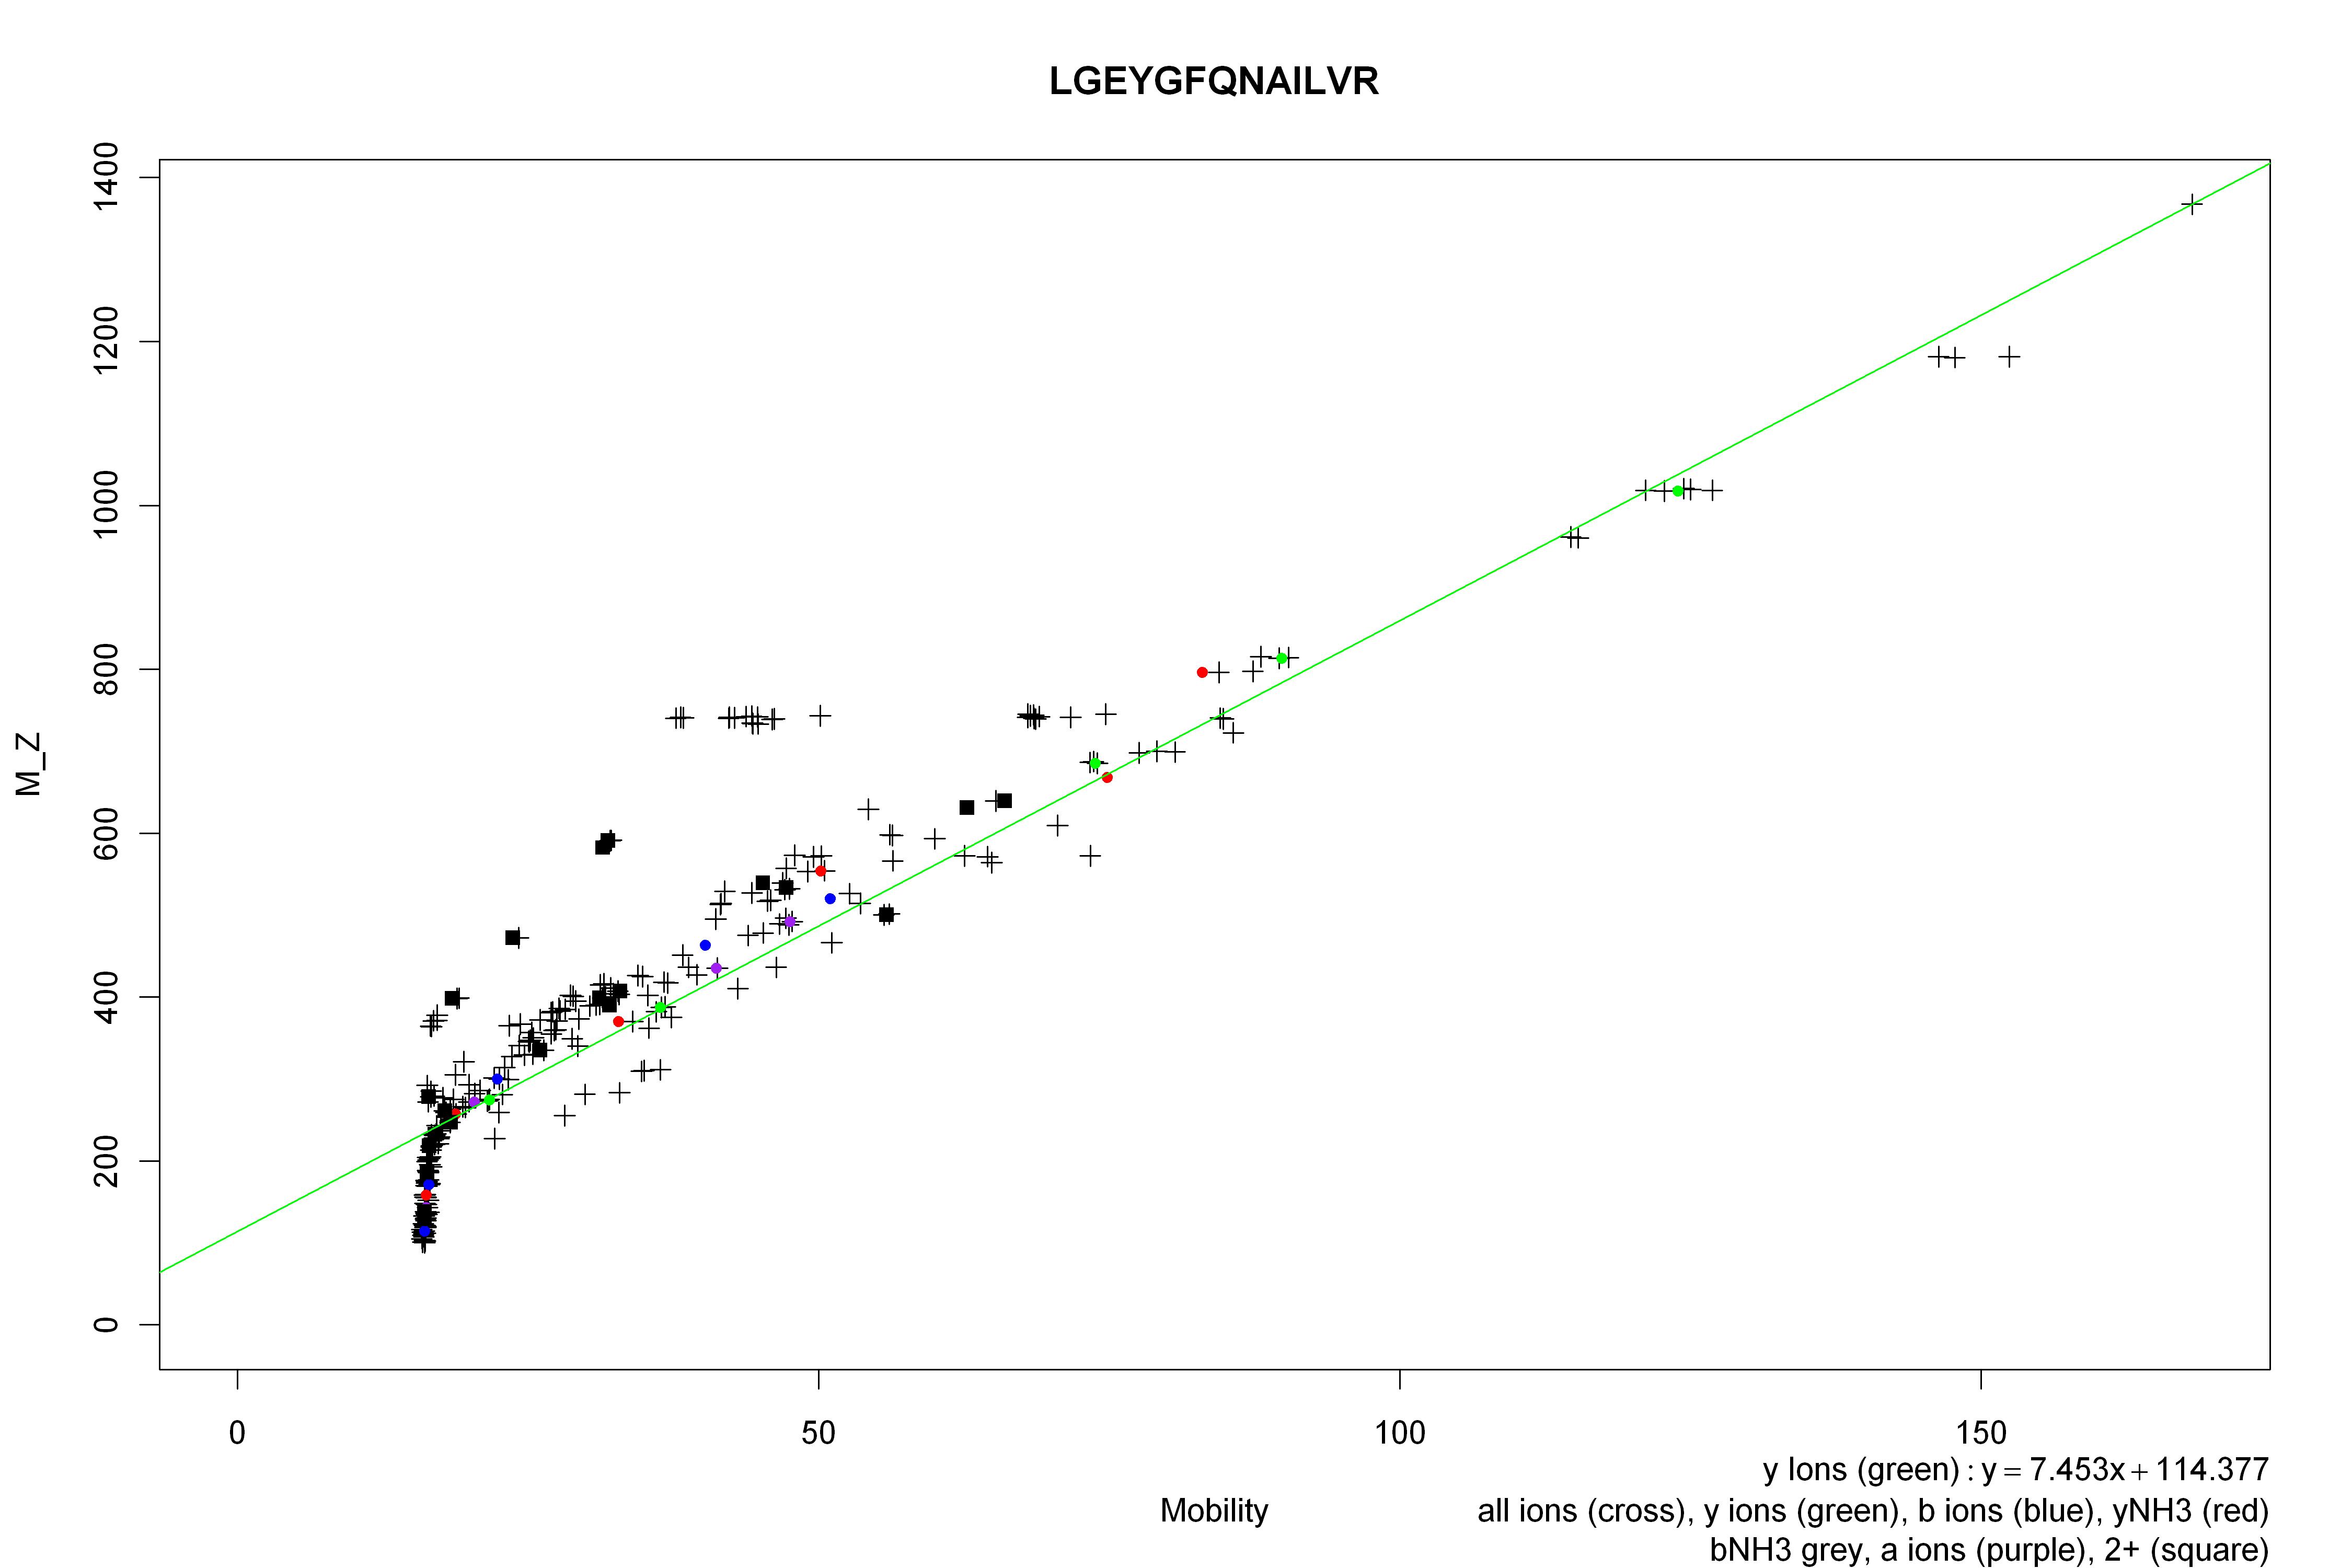 LGEYGFQNAILVR
1400
1200
1000
800
600
400
200
0
M_Z
0 50 100 150
y Ions (green) : y = 7.453x + 114.377
Mobility
all ions (cross), y ions (green), b ions (blue), yNH3 (red)
bNH3 grey, a ions (purple), 2+ (square)